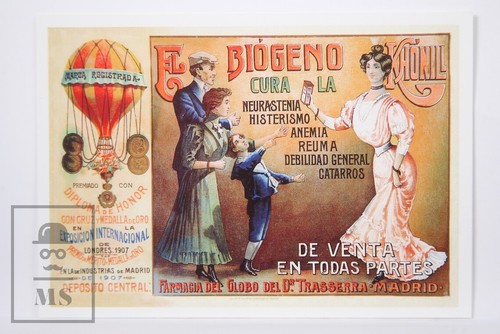 MARCA REGISTRADA
PREMIADO CON
DIPLOMA DE HONOR
CON CRUZ Y MEDALLA DE ORO
EN LA
EXPOSICIÓN INTERNACIONAL
DE
LONDRES 1907
EN LA DE INDUSTRIAS DE MADRID
DE 1907
DEPÓSITO CENTRAL
EL BIÓGENO KHONIL
CURA LA
NEURASTENIA
HISTERISMO
ANEMIA
REUMA
DEBILIDAD GENERAL
CATARROS
DE VENTA
EN TODAS PARTES
FARMACIA DEL GLOBO DEL DR. TRASSERRA-MADRID-
MS